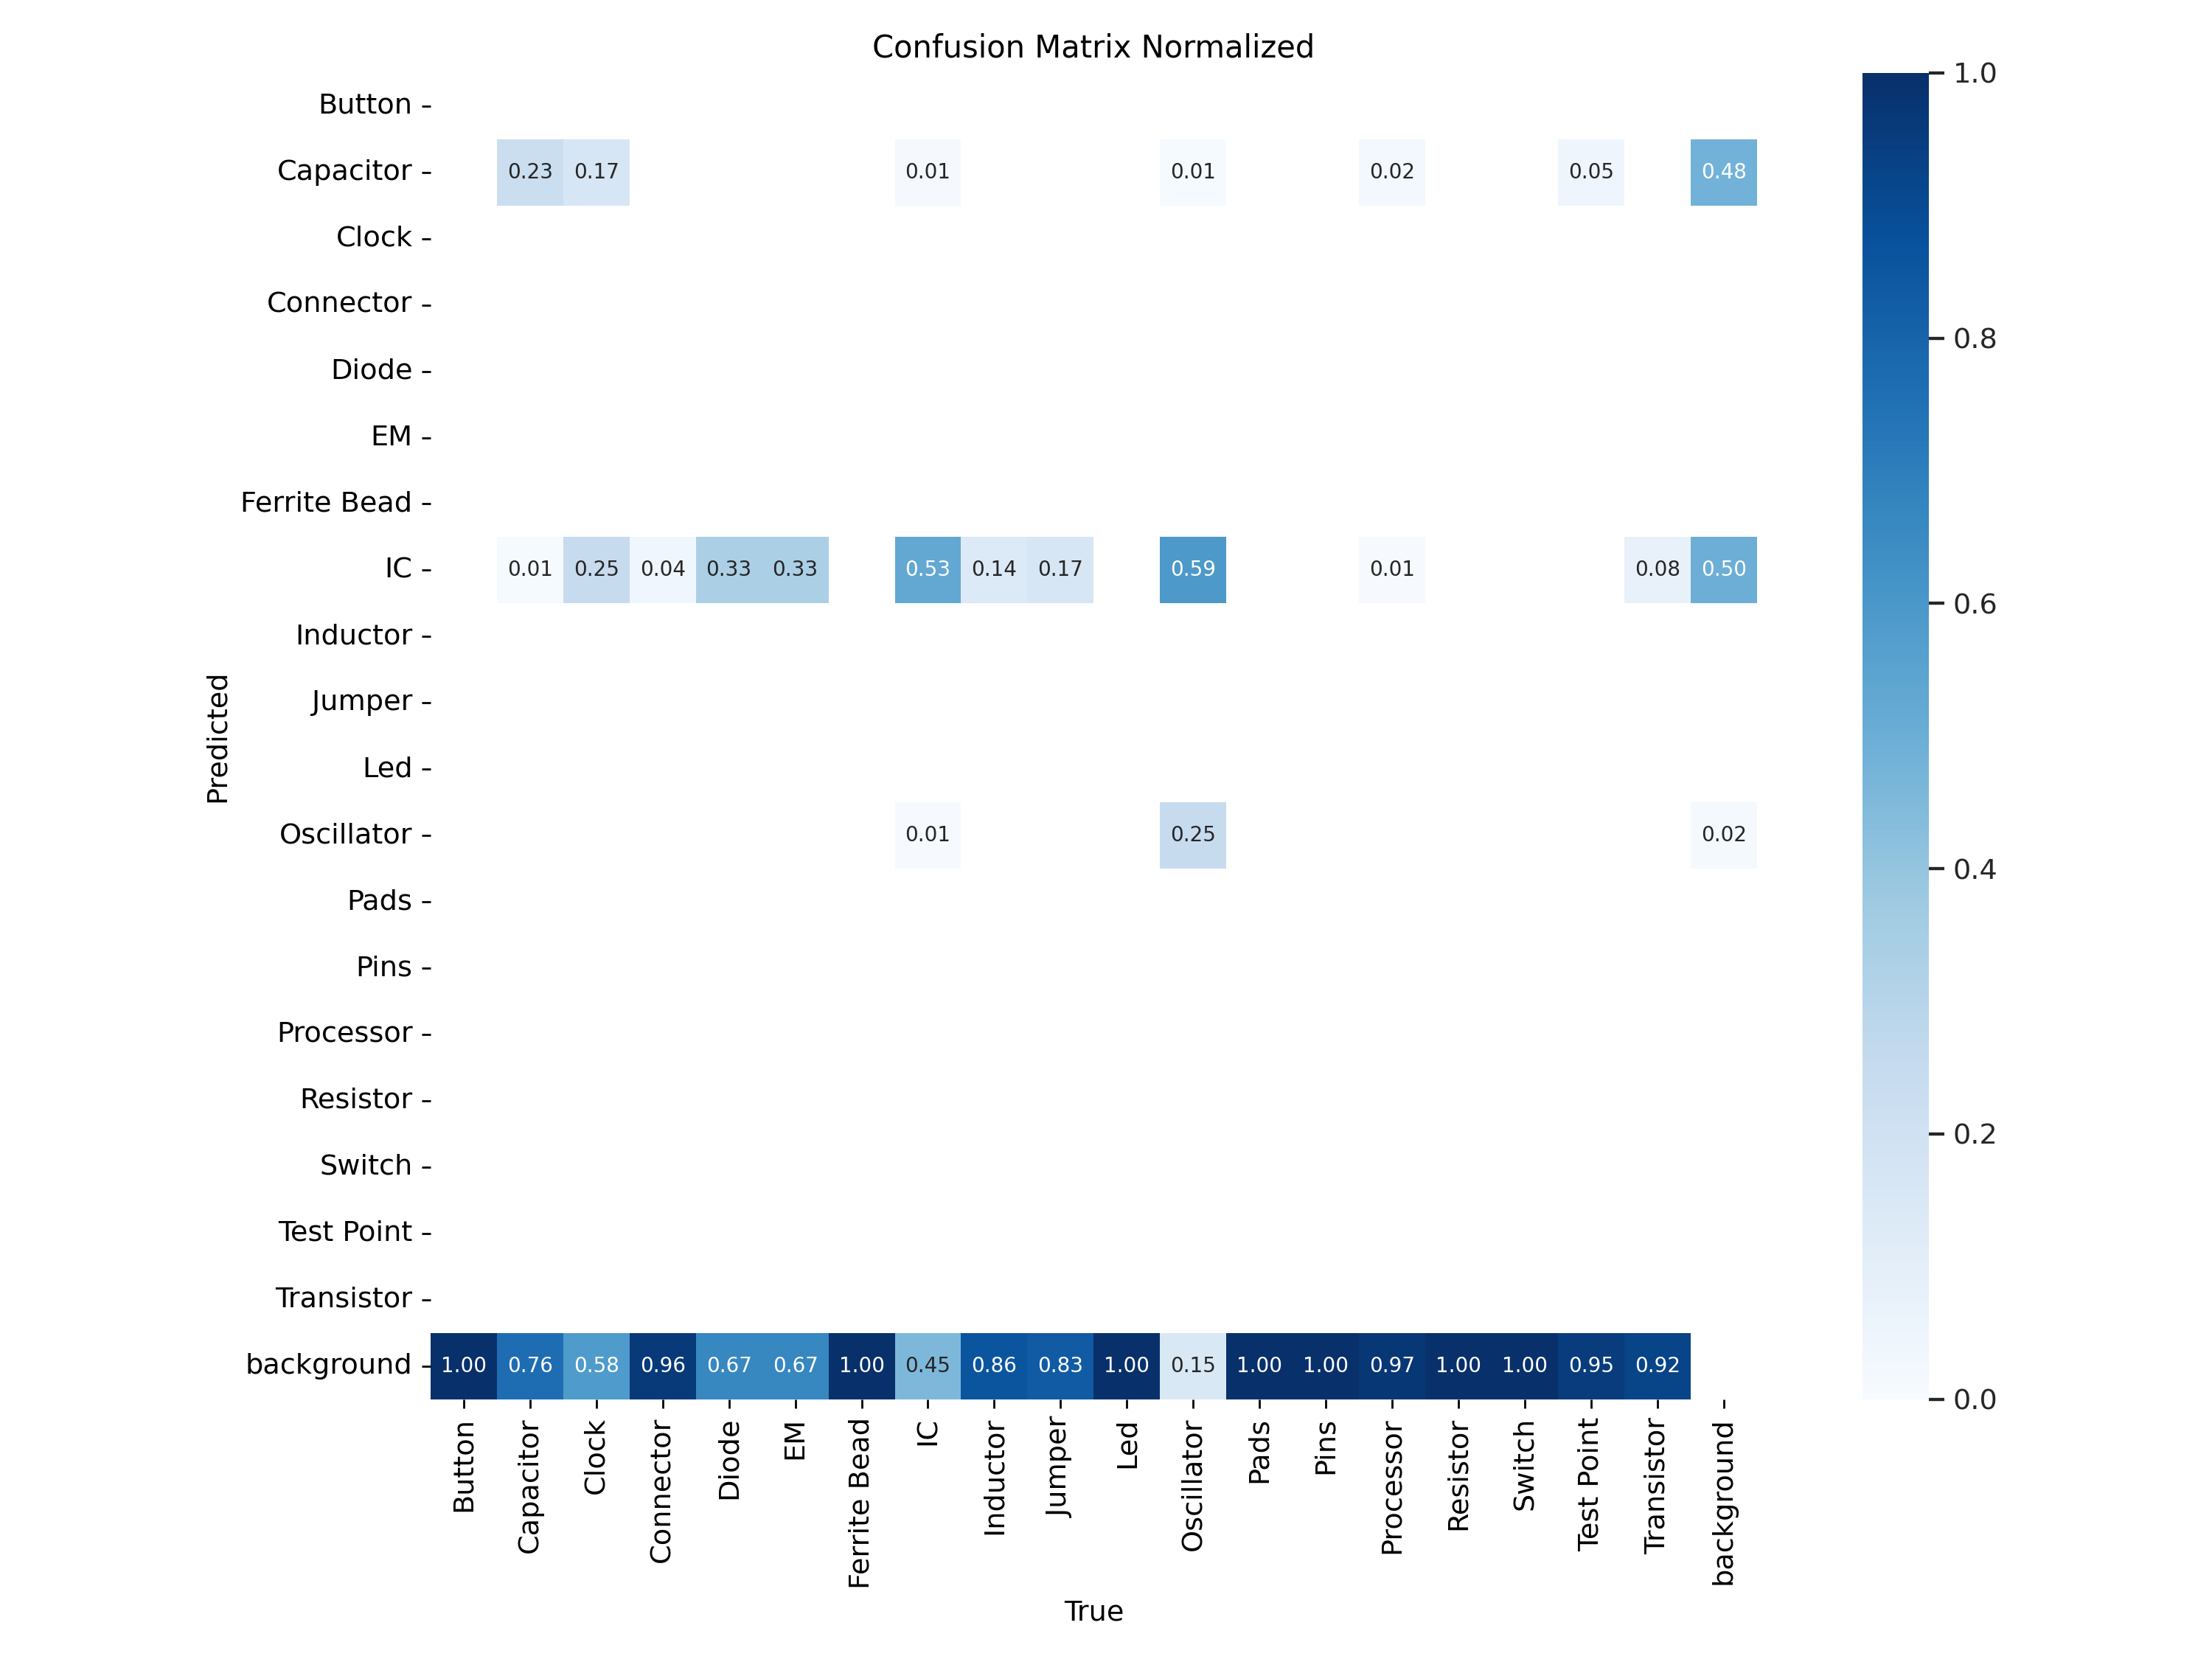 Confusion Matrix Normalized
Button
Capacitor 0.23 0.17 0.01 0.01 0.02 0.05 0.48
Clock
Connector
Diode
EM
Ferrite Bead
IC 0.01 0.25 0.04 0.33 0.33 0.53 0.14 0.17 0.59 0.01 0.08 0.50
Inductor
Jumper
Led
Oscillator 0.01 0.25 0.02
Pads
Pins
Processor
Resistor
Switch
Test Point
Transistor
background 1.00 0.76 0.58 0.96 0.67 0.67 1.00 0.45 0.86 0.83 1.00 0.15 1.00 1.00 0.97 1.00 1.00 0.95 0.92
Predicted
Button Capacitor Clock Connector Diode EM Ferrite Bead IC Inductor Jumper Led Oscillator Pads Pins Processor Resistor Switch Test Point Transistor background
True
1.0
0.8
0.6
0.4
0.2
0.0